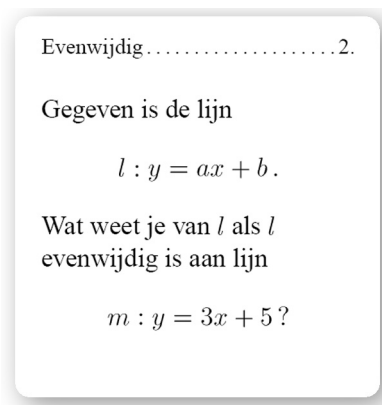 Evenwijdig.....................2.
Gegeven is de lijn
l : y = ax + b .
Wat weet je van l als l
evenwijdig is aan lijn
m : y = 3x + 5 ?